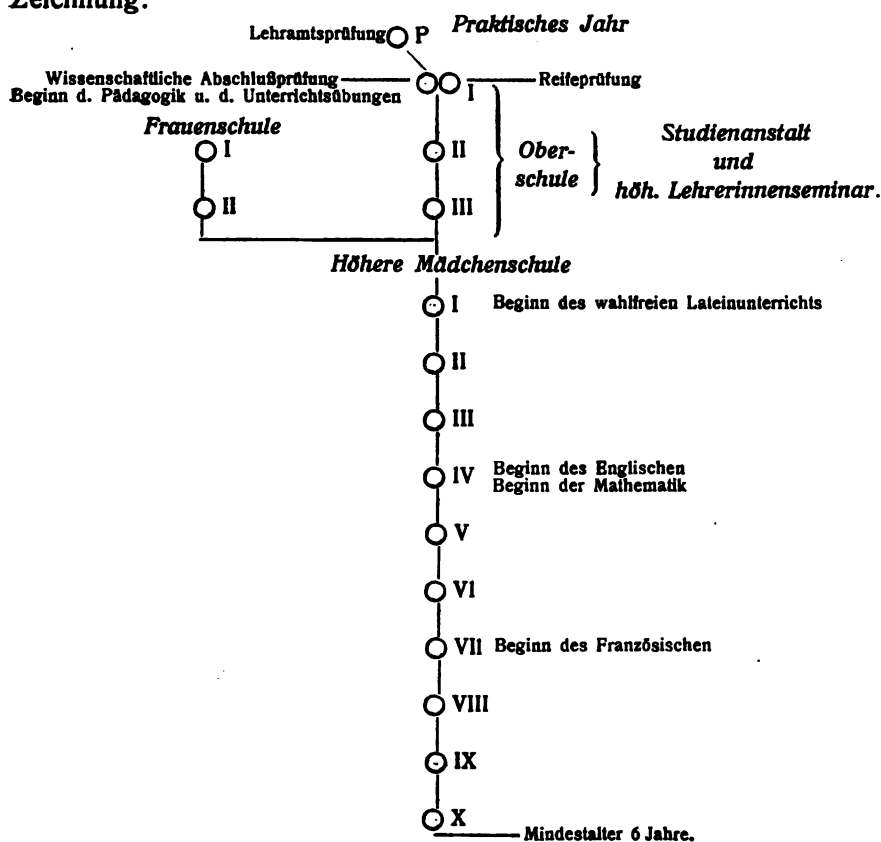 Zeichnung:
Praktisches Jahr
Lehramtsprüfung P
Wissenschaftliche Abschlußprüfung
Reifeprüfung
Beginn d. Pädagogik u. d. Unterrichtsübungen
I
Frauenschule
I
II
Ober-
schule
Studienanstalt
und
höh. Lehrerinnenseminar.
II
III
Höhere Mädchenschule
I Beginn des wahlfreien Lateinunterrichts
II
III
IV Beginn des Englischen
Beginn der Mathematik
V
VI
VII Beginn des Französischen
VIII
IX
X
Mindestalter 6 Jahre.